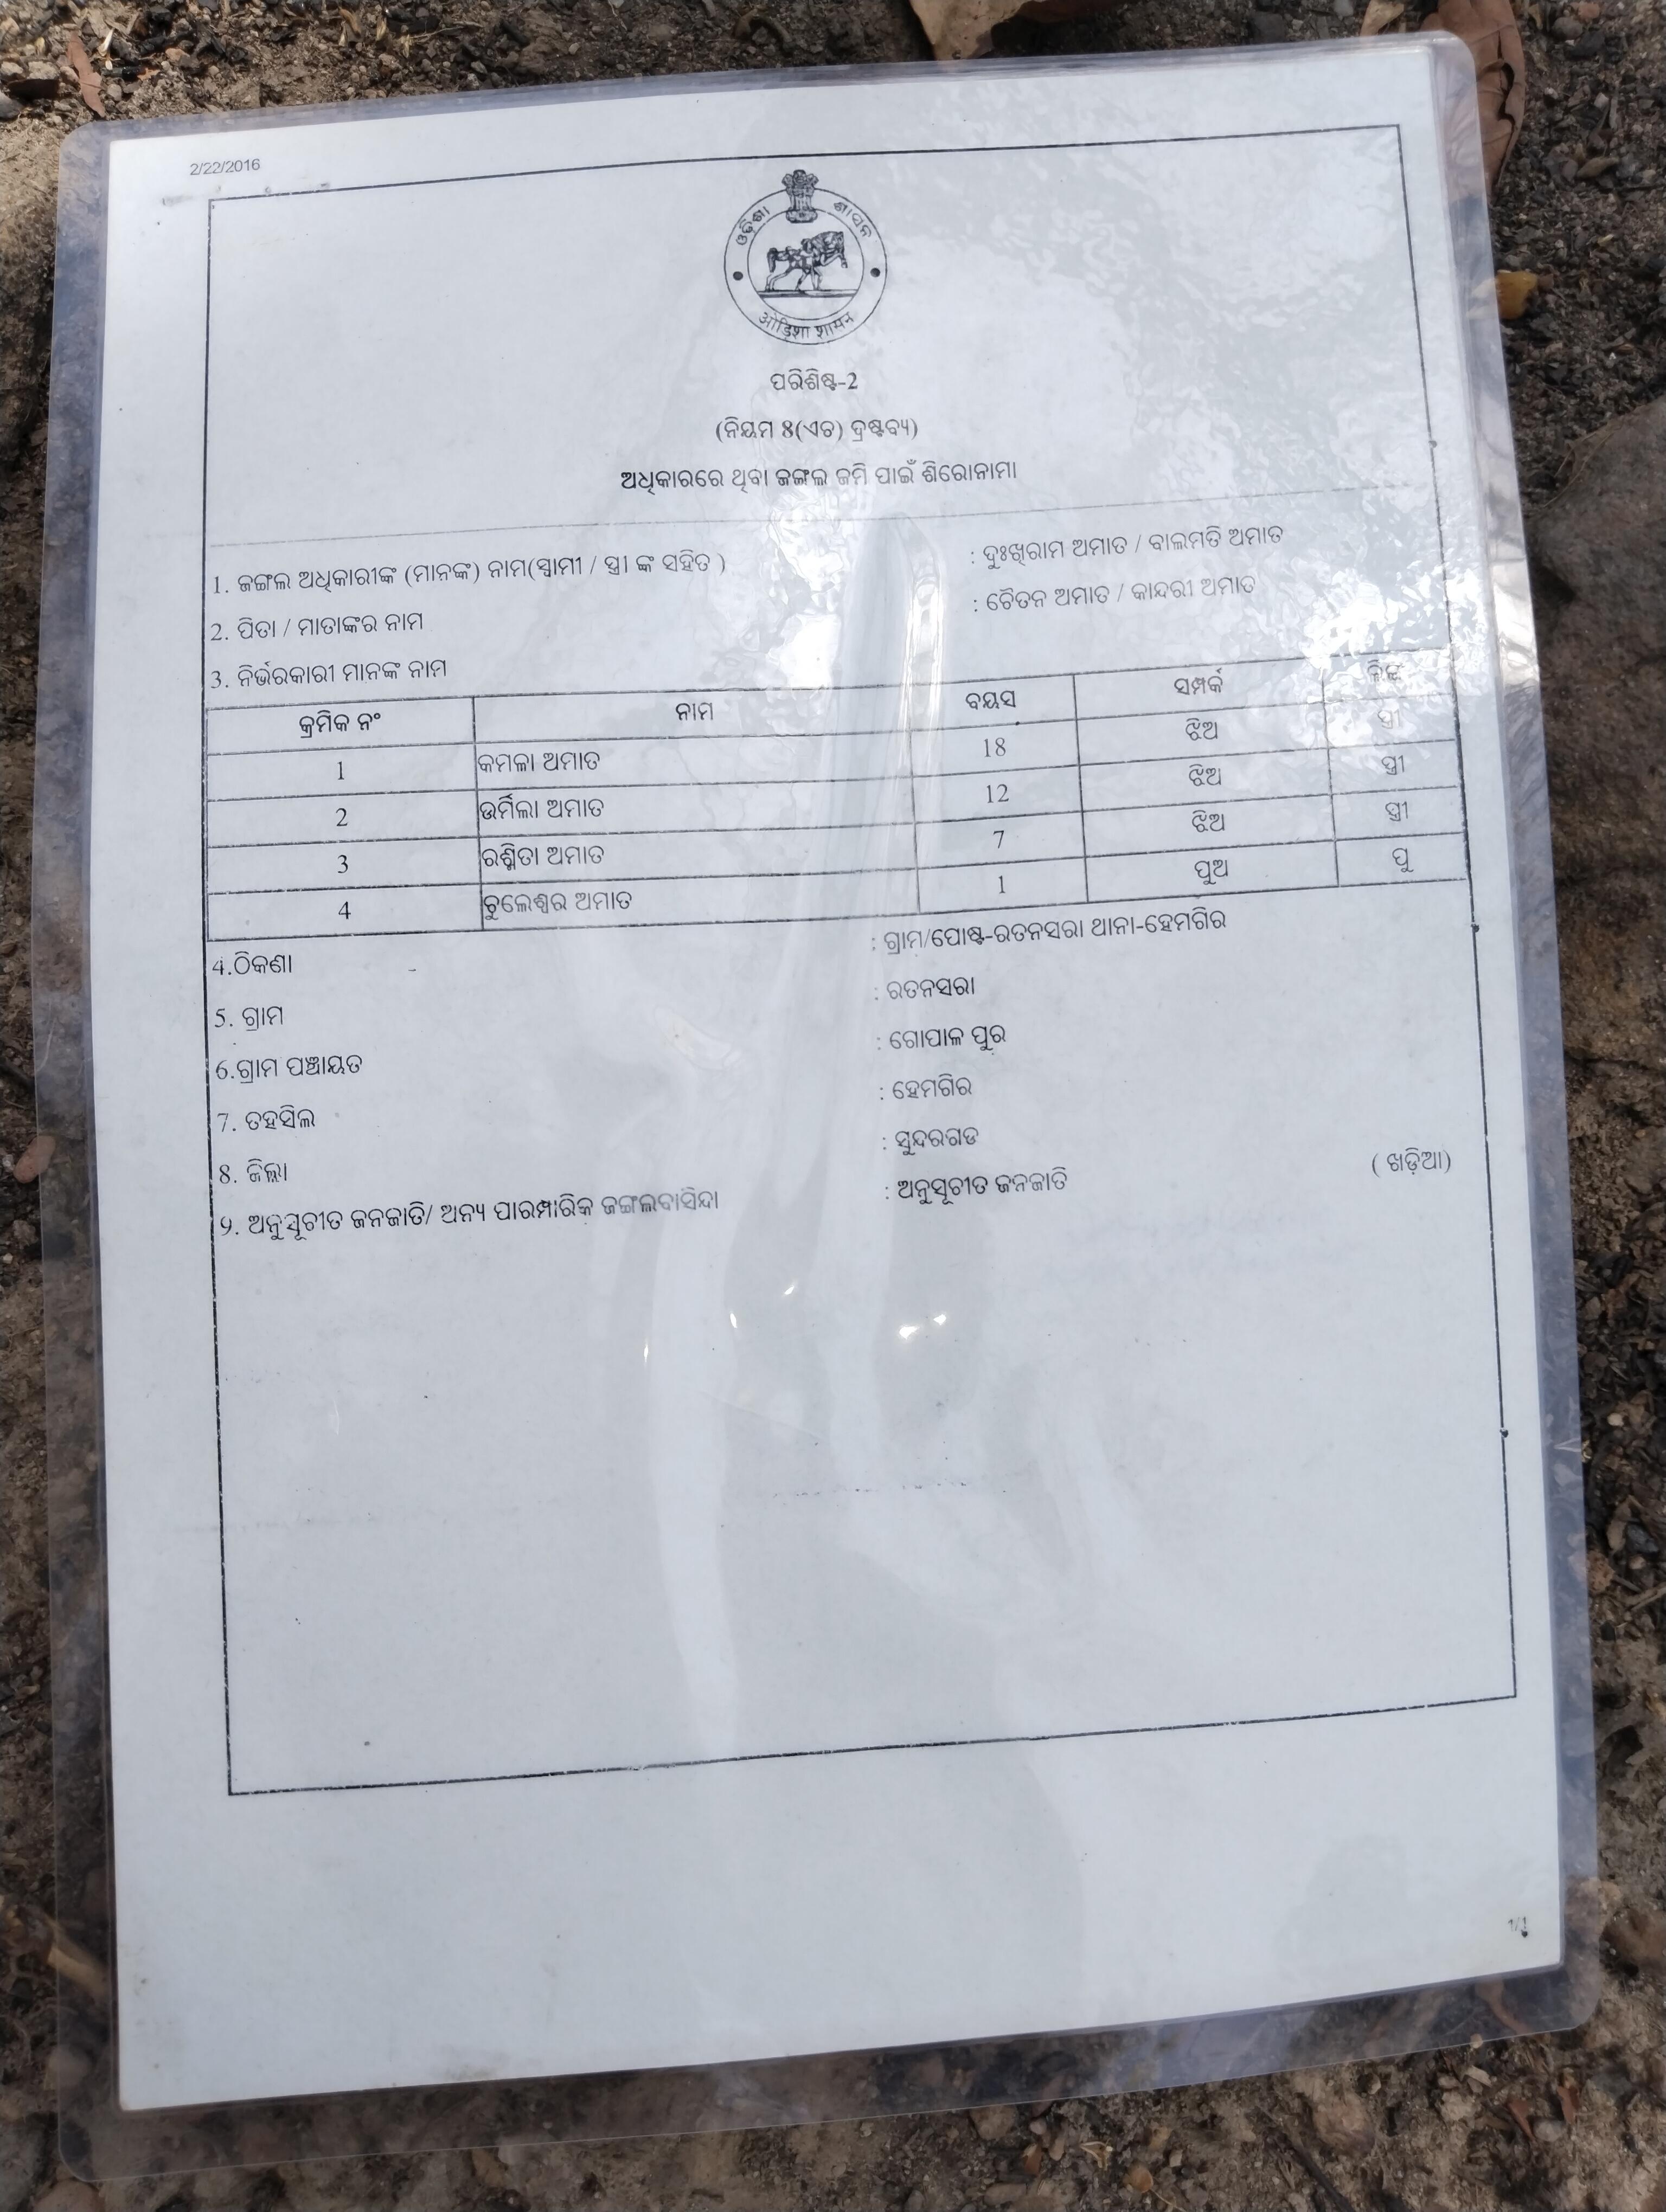 2/22/2016
ଓଡ଼ିଶା ଶାସନ
ओड़िशा शासन
ପରିଶିଷ୍ଟ-2
(ନିୟମ 8(ଏଚ) ଦ୍ରଷ୍ଟବ୍ୟ)
ଅଧିକାରରେ ଥିବା ଜଙ୍ଗଲ ଜମି ପାଇଁ ଶିରୋନାମା
1. ଜଙ୍ଗଲ ଅଧିକାରୀଙ୍କ (ମାନଙ୍କ) ନାମ(ସ୍ୱାମୀ / ସ୍ତ୍ରୀ ଙ୍କ ସହିତ ) : ଦୁଃଖିରାମ ଅମାତ / ବାଲମତି ଅମାତ
2. ପିତା / ମାତାଙ୍କର ନାମ : ଚୈତନ ଅମାତ / କାନ୍ଦରୀ ଅମାତ
3. ନିର୍ଭରକାରୀ ମାନଙ୍କ ନାମ
କ୍ରମିକ ନଂ ନାମ ବୟସ ସମ୍ପର୍କ ଲିଙ୍ଗ
1 କମଳା ଅମାତ 18 ଝିଅ ସ୍ତ୍ରୀ
2 ଉର୍ମିଲା ଅମାତ 12 ଝିଅ ସ୍ତ୍ରୀ
3 ରଶ୍ମିତା ଅମାତ 7 ଝିଅ ସ୍ତ୍ରୀ
4 ଚୁଲେଶ୍ୱର ଅମାତ 1 ପୁଅ ପୁ
4.ଠିକଣା : ଗ୍ରାମ/ପୋଷ୍ଟ-ରତନସରା ଥାନା-ହେମଗିର
5. ଗ୍ରାମ : ରତନସରା
6.ଗ୍ରାମ ପଞ୍ଚାୟତ : ଗୋପାଳ ପୁର
7. ତହସିଲ : ହେମଗିର
8. ଜିଲ୍ଲା : ସୁନ୍ଦରଗଡ
୨. ଅନୁସୂଚୀତ ଜନଜାତି/ ଅନ୍ୟ ପାରମ୍ପାରିକ ଜଙ୍ଗଲବାସିନ୍ଦା : ଅନୁସୂଚୀତ ଜନଜାତି ( ଖଡ଼ିଆ)
1/1